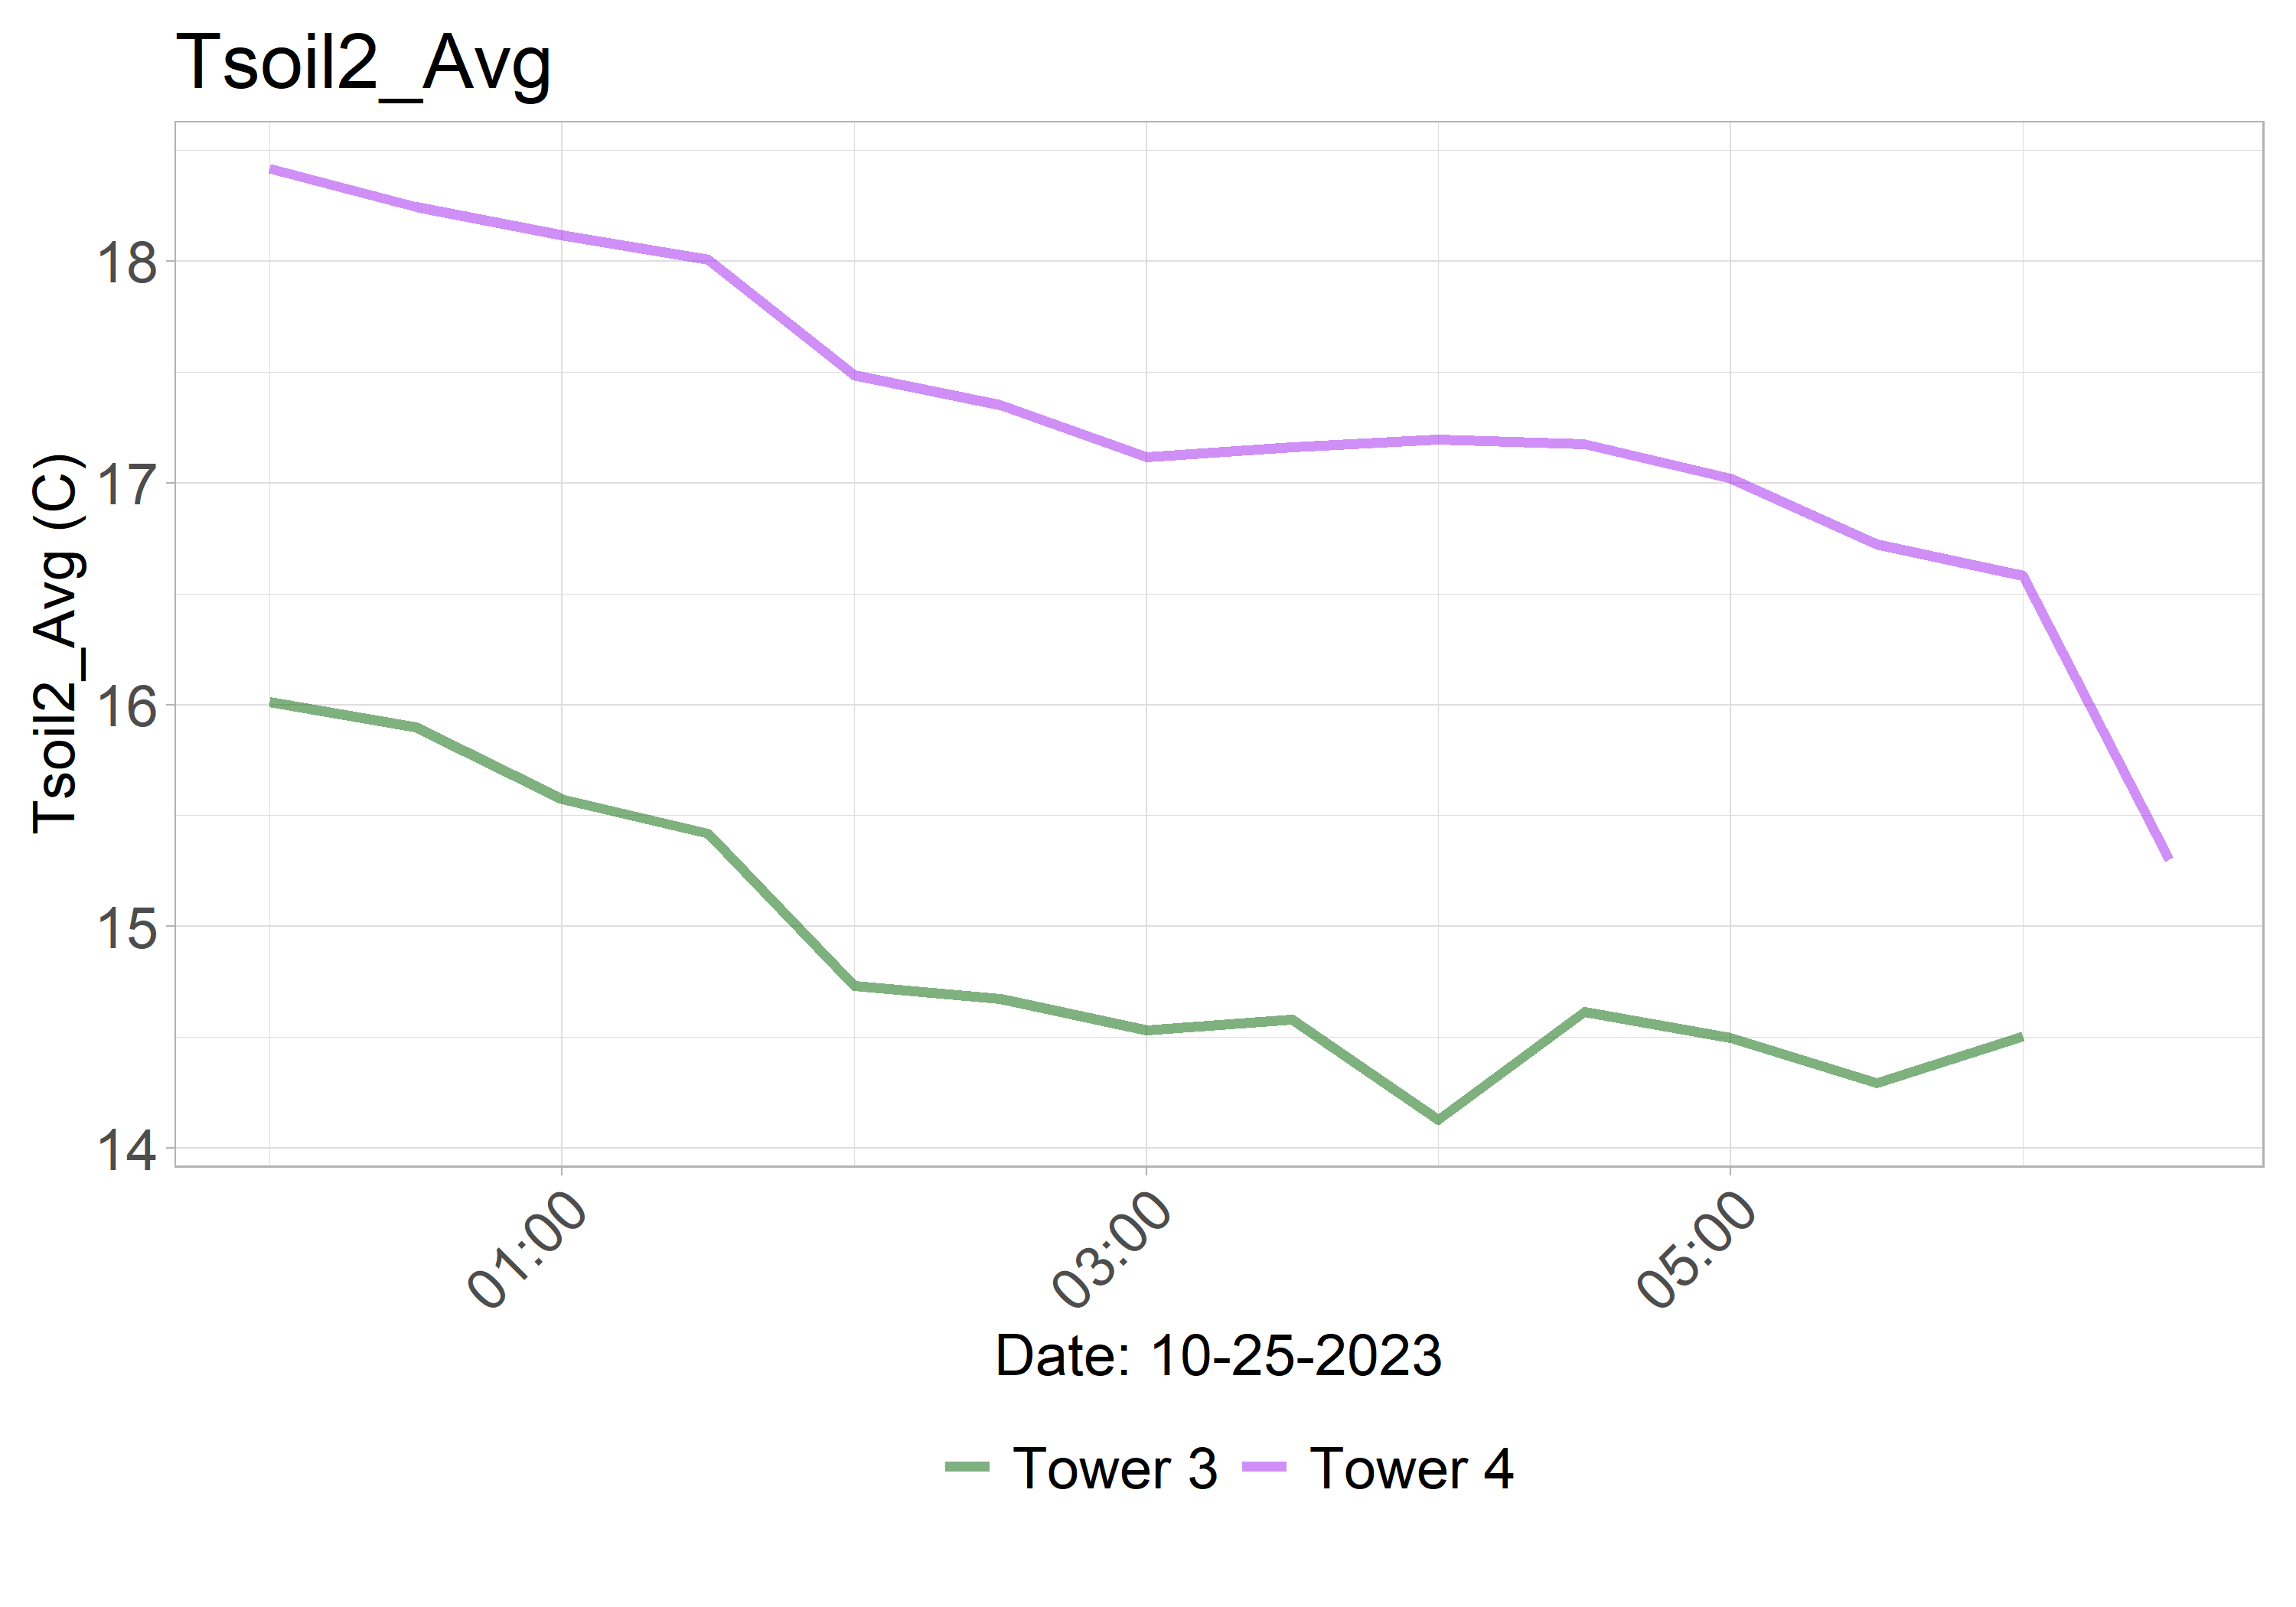 Tsoil2_Avg
Tsoil2_Avg (C)
18
17
16
15
14
01:00
03:00
05:00
Date: 10-25-2023
Tower 3
Tower 4